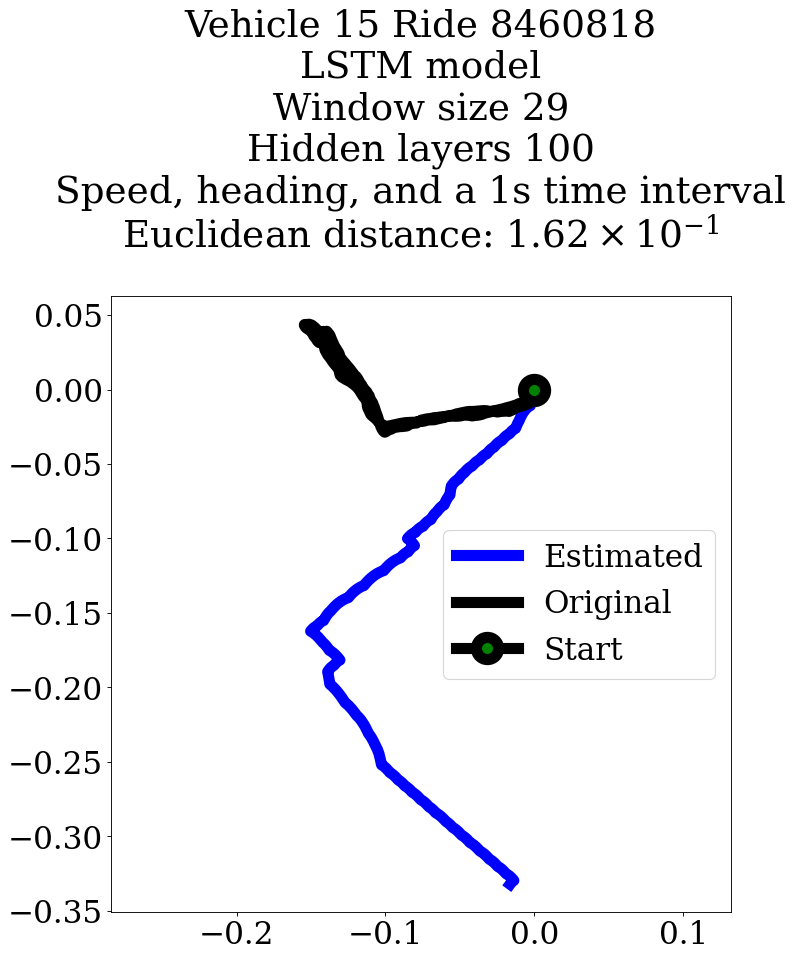 Vehicle 15 Ride 8460818
LSTM model
Window size 29
Hidden layers 100
Speed, heading, and a 1s time interval
Euclidean distance: 1.62 × 10⁻¹
0.05
0.00
−0.05
−0.10
−0.15
−0.20
−0.25
−0.30
−0.35
Estimated
Original
Start
−0.2
−0.1
0.0
0.1